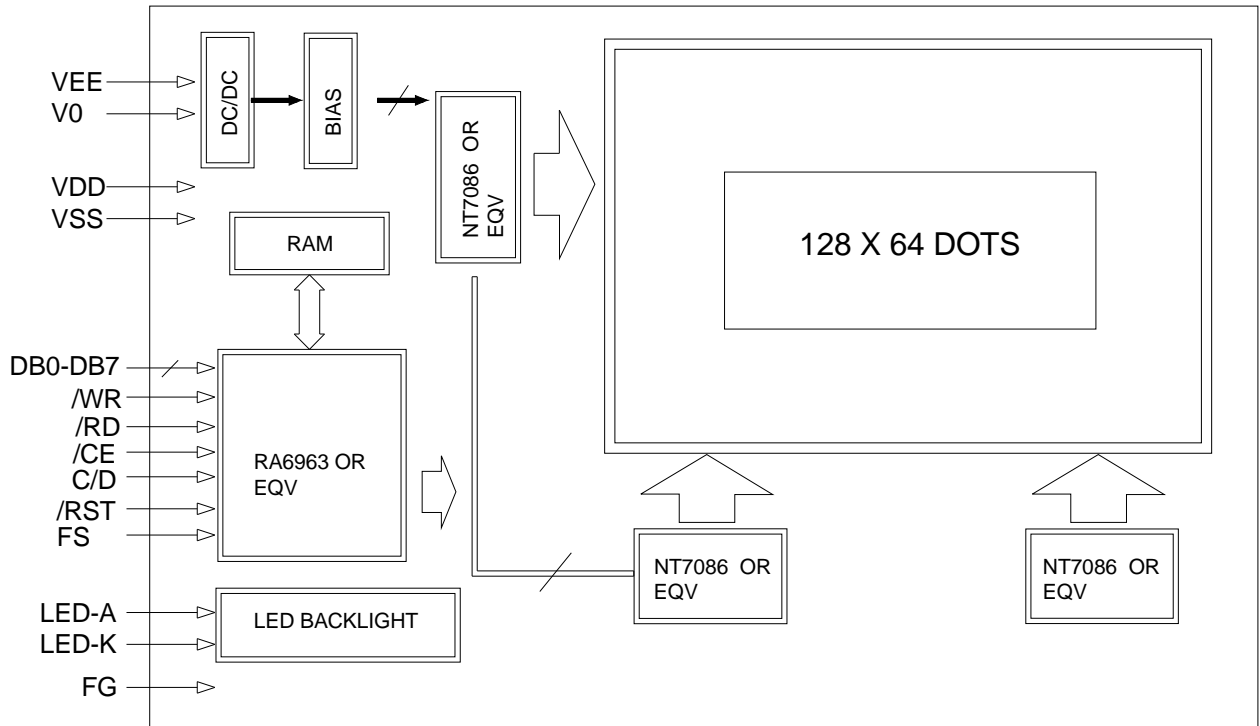 VEE
V0
VDD
VSS
DC/DC
BIAS
NT7086 OR
EQV
RAM
128 X 64 DOTS
DB0-DB7
/WR
/RD
/CE
C/D
/RST
FS
RA6963 OR
EQV
NT7086 OR
EQV
NT7086 OR
EQV
LED-A
LED-K
LED BACKLIGHT
FG